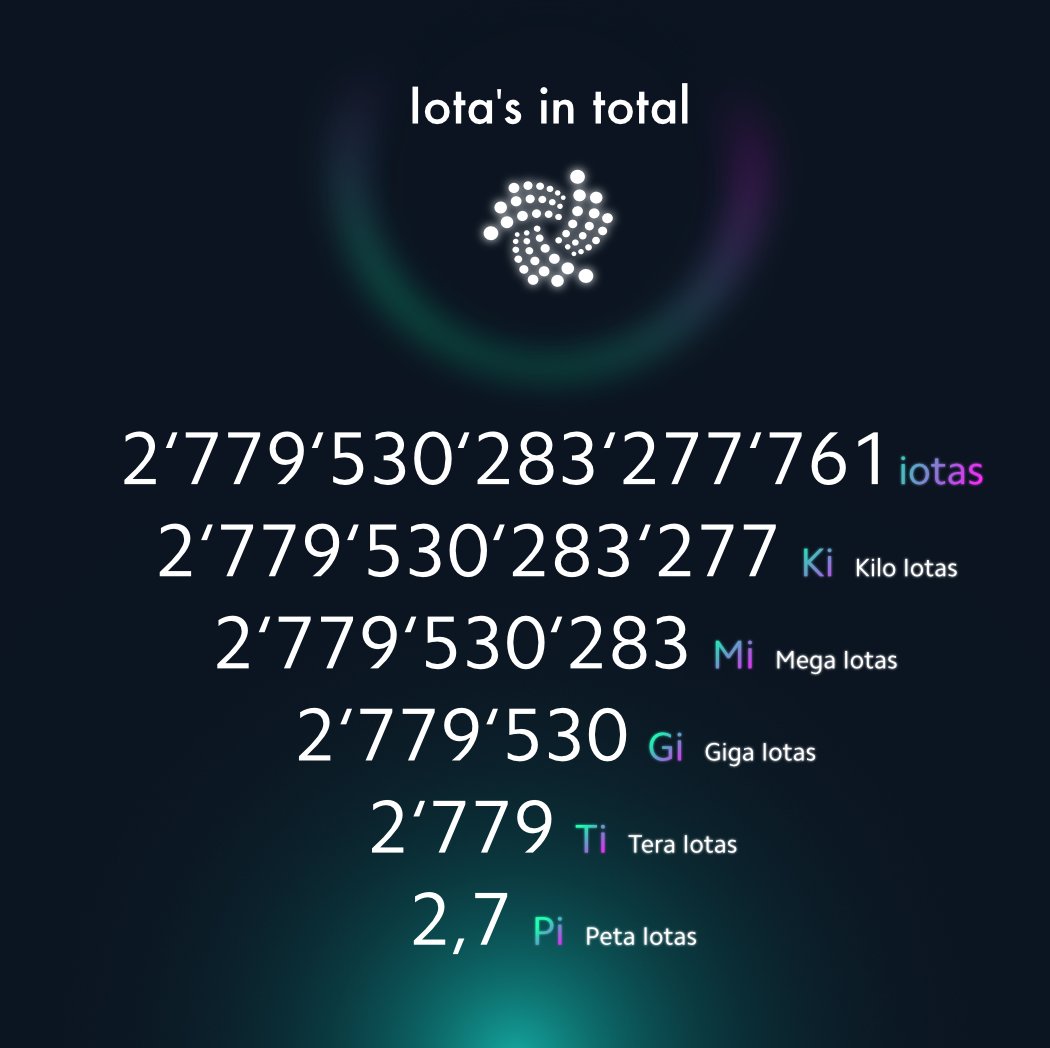 Iota's in total
2‘779‘530‘283‘277‘761 iotas
2‘779‘530‘283‘277 Ki Kilo Iotas
2‘779‘530‘283 Mi Mega Iotas
2‘779‘530 Gi Giga Iotas
2‘779 Ti Tera Iotas
2,7 Pi Peta Iotas